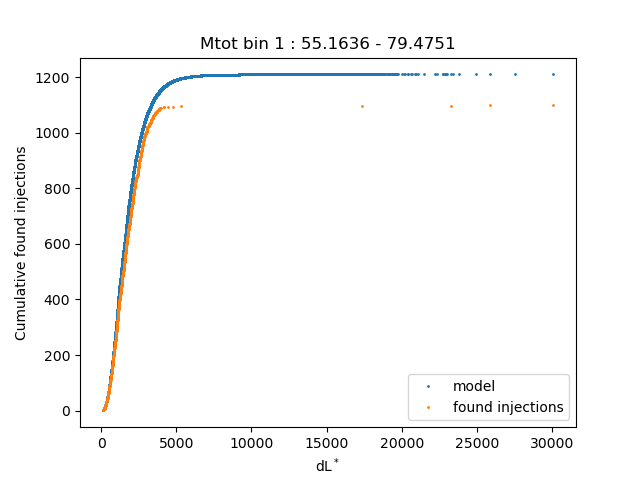 Mtot bin 1 : 55.1636 - 79.4751
Cumulative found injections
1200
1000
800
600
400
200
0
0 5000 10000 15000 20000 25000 30000
dL*
model
found injections